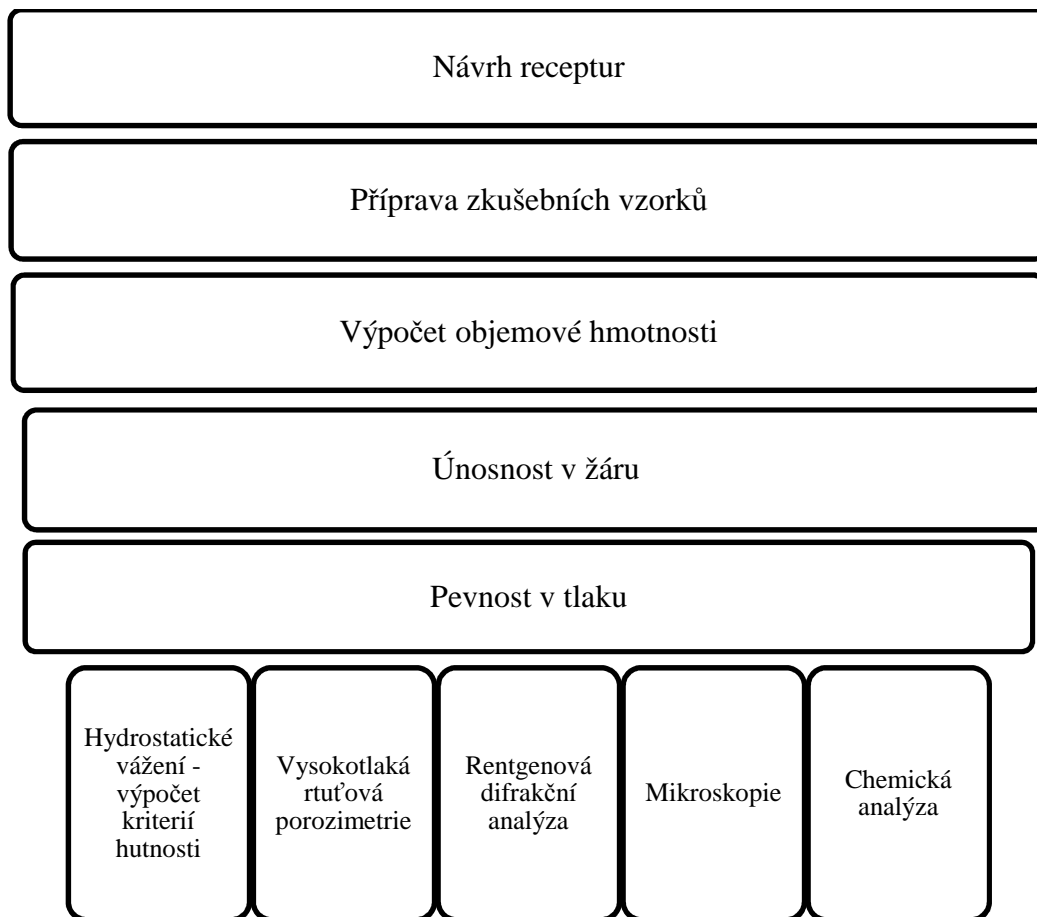 Návrh receptur
Příprava zkušebních vzorků
Výpočet objemové hmotnosti
Únosnost v žáru
Pevnost v tlaku
Hydrostatické
vážení -
výpočet
kriterií
hutnosti
Vysokotlaká
rtuťová
porozimetrie
Rentgenová
difrakční
analýza
Mikroskopie
Chemická
analýza